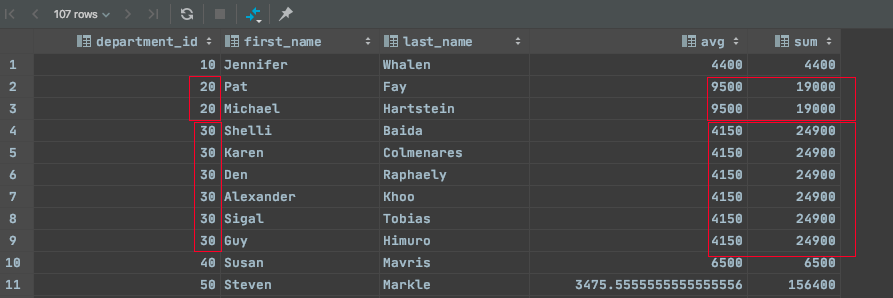 107 rows
department_id first_name last_name avg sum
1 10 Jennifer Whalen 4400 4400
2 20 Pat Fay 9500 19000
3 20 Michael Hartstein 9500 19000
4 30 Shelli Baida 4150 24900
5 30 Karen Colmenares 4150 24900
6 30 Den Raphaely 4150 24900
7 30 Alexander Khoo 4150 24900
8 30 Sigal Tobias 4150 24900
9 30 Guy Himuro 4150 24900
10 40 Susan Mavris 6500 6500
11 50 Steven Markle 3475.5555555555555556 156400